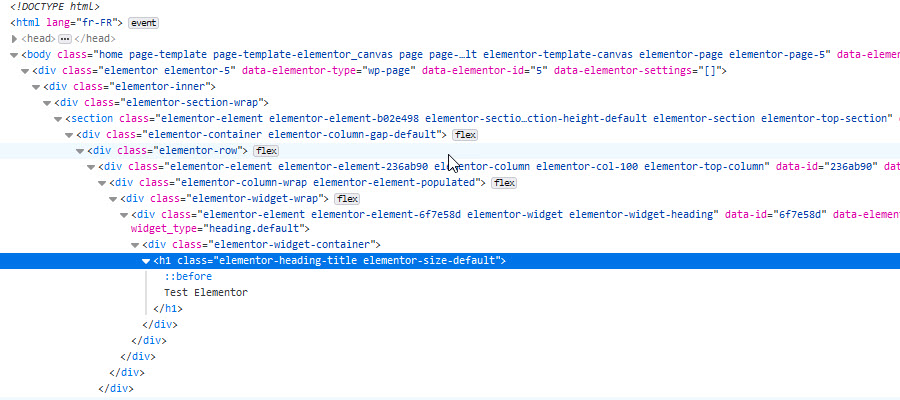 <!DOCTYPE html>
<html lang="fr-FR"> event
<head> ••• </head>
<body class="home page-template page-template-elementor_canvas page page-…lt elementor-template-canvas elementor-page elementor-page-5" data-elemen
<div class="elementor elementor-5" data-elementor-type="wp-page" data-elementor-id="5" data-elementor-settings="[]">
<div class="elementor-inner">
<div class="elementor-section-wrap">
<section class="elementor-element elementor-element-b02e498 elementor-sectio…ction-height-default elementor-section elementor-top-section"
<div class="elementor-container elementor-column-gap-default"> flex
<div class="elementor-row"> flex
<div class="elementor-element elementor-element-236ab90 elementor-column elementor-col-100 elementor-top-column" data-id="236ab90" dat
<div class="elementor-column-wrap elementor-element-populated"> flex
<div class="elementor-widget-wrap"> flex
<div class="elementor-element elementor-element-6f7e58d elementor-widget elementor-widget-heading" data-id="6f7e58d" data-element
widget_type="heading.default">
<div class="elementor-widget-container">
<h1 class="elementor-heading-title elementor-size-default">
::before
Test Elementor
</h1>
</div>
</div>
</div>
</div>
</div>